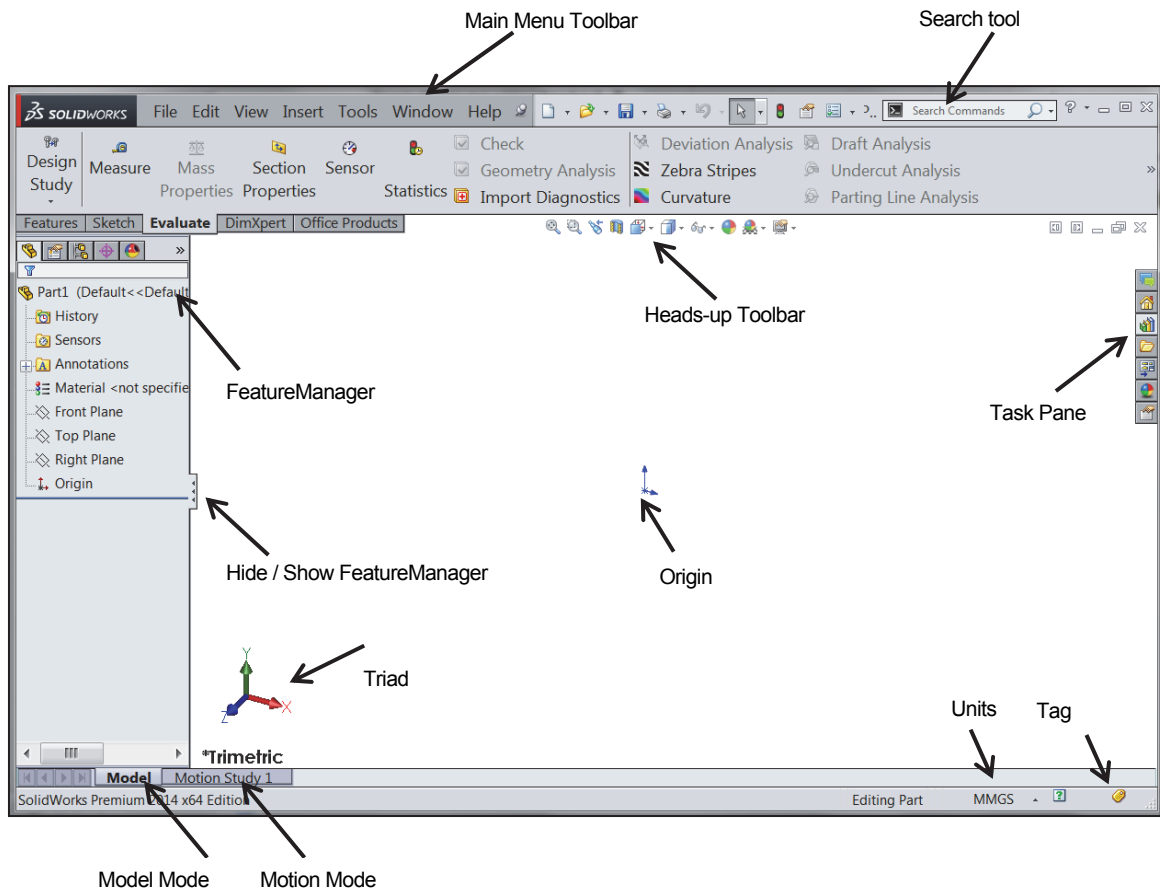 Main Menu Toolbar
Search tool
SOLIDWORKS File Edit View Insert Tools Window Help Search Commands ?
Design Study
Measure
Mass Properties
Section Properties
Sensor
Statistics
Check
Geometry Analysis
Import Diagnostics
Deviation Analysis
Zebra Stripes
Curvature
Draft Analysis
Undercut Analysis
Parting Line Analysis
»
Features Sketch Evaluate DimXpert Office Products
»
Part1 (Default<<Default
History
Sensors
A Annotations
Material <not specifie
Front Plane
Top Plane
Right Plane
Origin
Heads-up Toolbar
FeatureManager
Task Pane
Hide / Show FeatureManager
Origin
Triad
Y
X
Z
*Trimetric
Units
Tag
Model Motion Study 1
SolidWorks Premium 2014 x64 Edition
Editing Part MMGS ?
Model Mode
Motion Mode